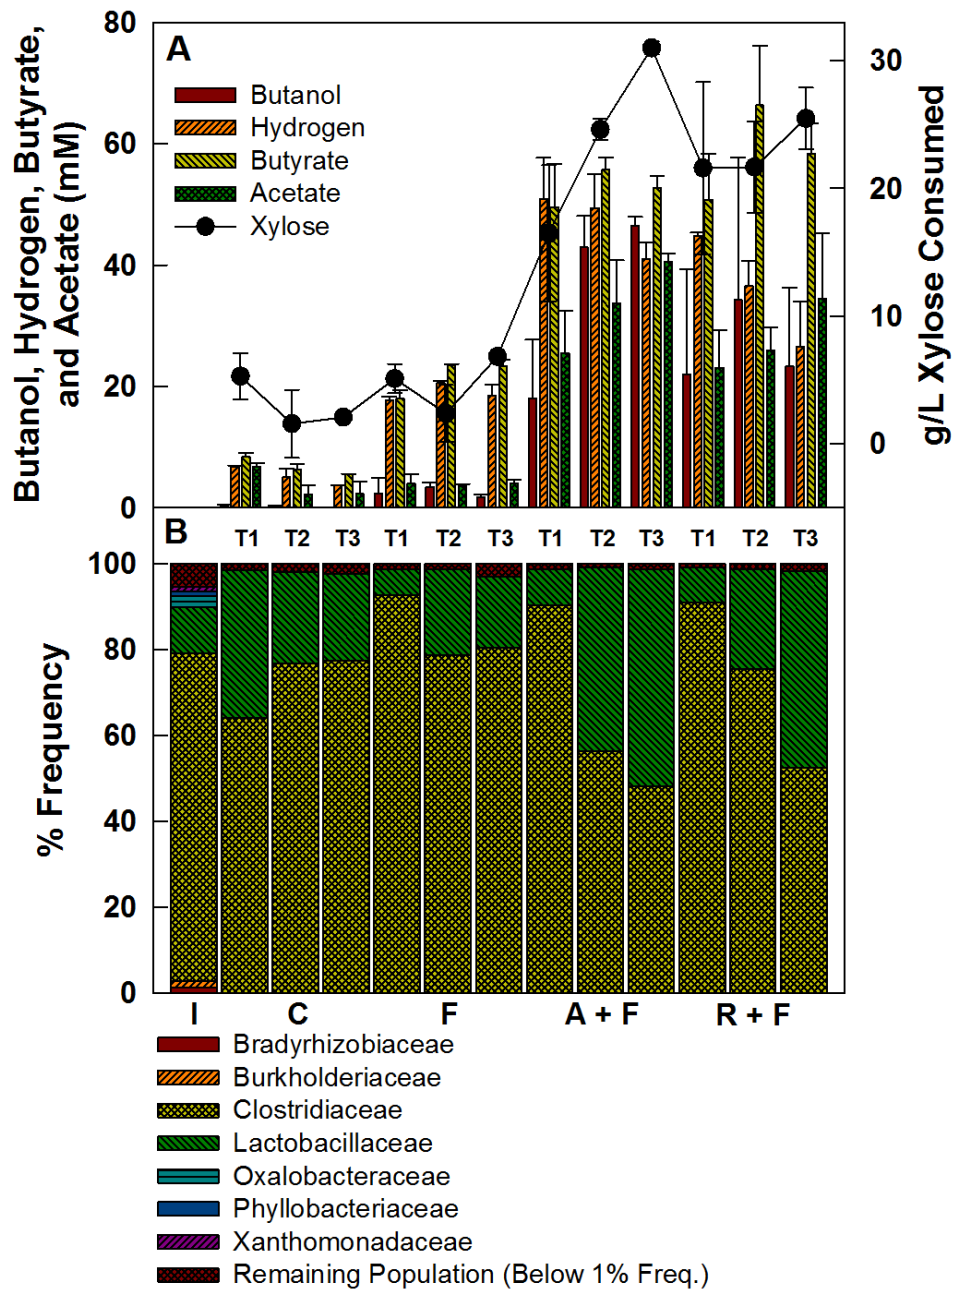 A
Butanol
Hydrogen
Butyrate
Acetate
Xylose
Butanol, Hydrogen, Butyrate,
and Acetate (mM)
80
60
40
20
0
g/L Xylose Consumed
30
20
10
0
B
T1 T2 T3 T1 T2 T3 T1 T2 T3 T1 T2 T3
% Frequency
100
80
60
40
20
0
I C F A + F R + F
Bradyrhizobiaceae
Burkholderiaceae
Clostridiaceae
Lactobacillaceae
Oxalobacteraceae
Phyllobacteriaceae
Xanthomonadaceae
Remaining Population (Below 1% Freq.)